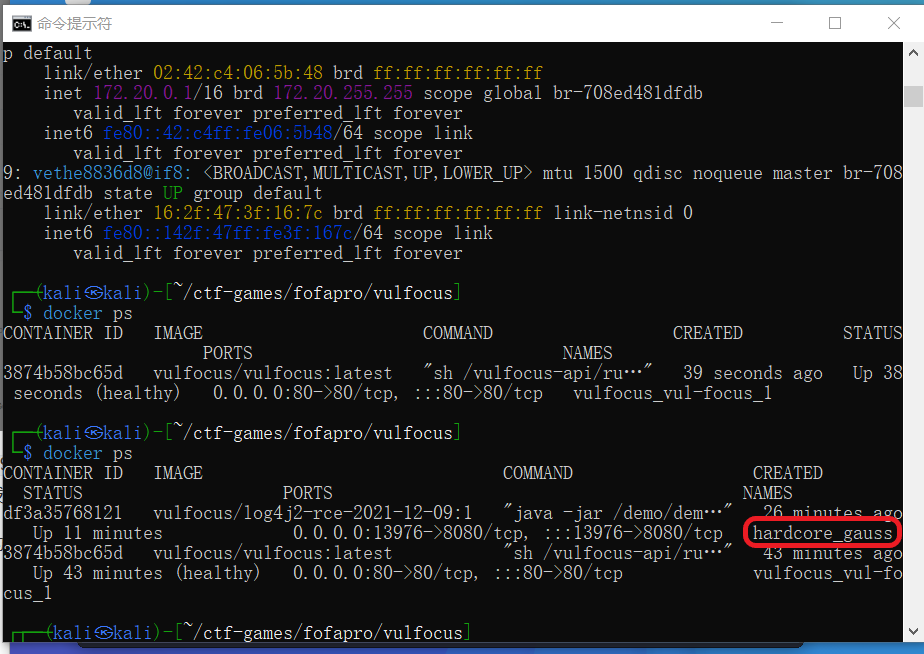 命令提示符
p default
    link/ether 02:42:c4:06:5b:48 brd ff:ff:ff:ff:ff:ff
    inet 172.20.0.1/16 brd 172.20.255.255 scope global br-708ed481dfdb
       valid_lft forever preferred_lft forever
    inet6 fe80::42:c4ff:fe06:5b48/64 scope link
       valid_lft forever preferred_lft forever
9: vethe8836d8@if8: <BROADCAST,MULTICAST,UP,LOWER_UP> mtu 1500 qdisc noqueue master br-708
ed481dfdb state UP group default
    link/ether 16:2f:47:3f:16:7c brd ff:ff:ff:ff:ff:ff link-netnsid 0
    inet6 fe80::142f:47ff:fe3f:167c/64 scope link
       valid_lft forever preferred_lft forever
┌──(kali㉿kali)-[~/ctf-games/fofapro/vulfocus]
└─$ docker ps
CONTAINER ID   IMAGE                      COMMAND                  CREATED          STATUS
                    PORTS                               NAMES
3874b58bc65d   vulfocus/vulfocus:latest   "sh /vulfocus-api/ru…"   39 seconds ago   Up 38
 seconds (healthy)   0.0.0.0:80->80/tcp, :::80->80/tcp   vulfocus_vul-focus_1
┌──(kali㉿kali)-[~/ctf-games/fofapro/vulfocus]
└─$ docker ps
CONTAINER ID   IMAGE                              COMMAND                  CREATED
  STATUS                    PORTS                                         NAMES
df3a35768121   vulfocus/log4j2-rce-2021-12-09:1   "java -jar /demo/dem…"   26 minutes ago
   Up 11 minutes             0.0.0.0:13976->8080/tcp, :::13976->8080/tcp   hardcore_gauss
3874b58bc65d   vulfocus/vulfocus:latest           "sh /vulfocus-api/ru…"   43 minutes ago
   Up 43 minutes (healthy)   0.0.0.0:80->80/tcp, :::80->80/tcp             vulfocus_vul-fo
cus_1
┌──(kali㉿kali)-[~/ctf-games/fofapro/vulfocus]